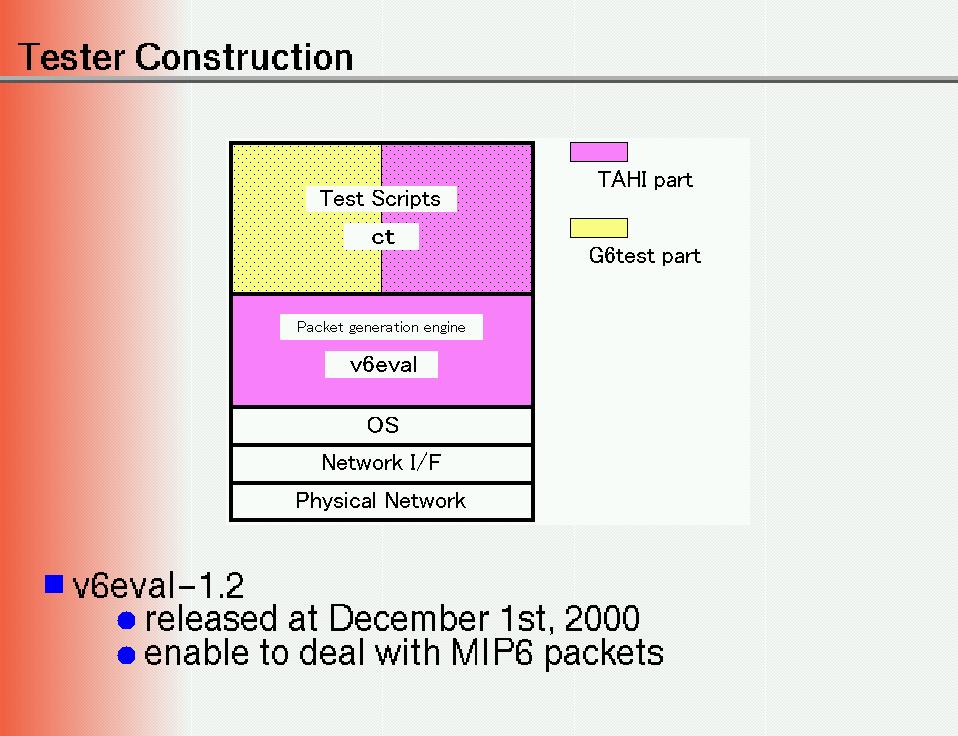 Tester Construction
Test Scripts
ct
TAHI part
G6test part
Packet generation engine
v6eval
OS
Network I/F
Physical Network
v6eval-1.2
released at December 1st, 2000
enable to deal with MIP6 packets